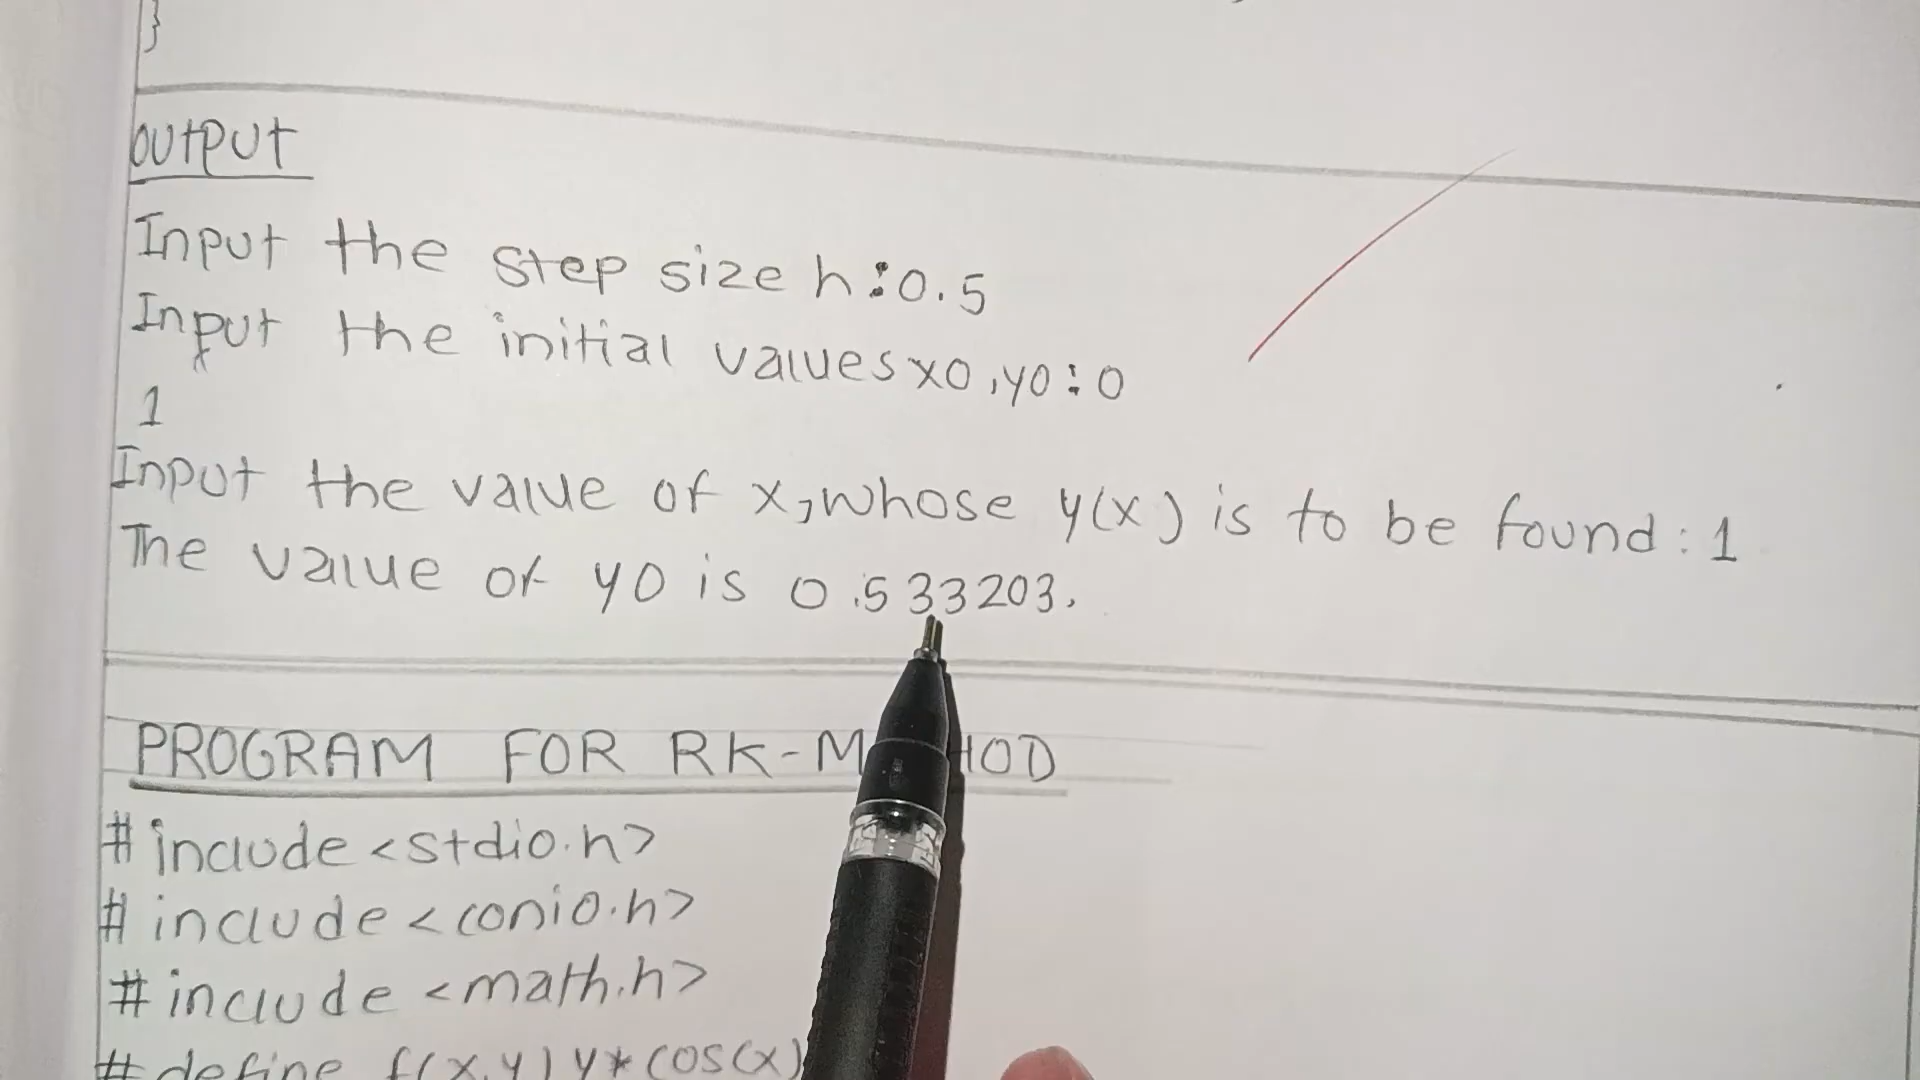 }
OUTPUT
Input the step size h:0.5
Input the initial values x0,y0:0
1
Input the value of x, whose y(x) is to be found:1
The value of y0 is 0.533203.
PROGRAM FOR RK-M HOD
#include<stdio.h>
#include<conio.h>
#include<math.h>
#define f(x,y) y*cos(x)